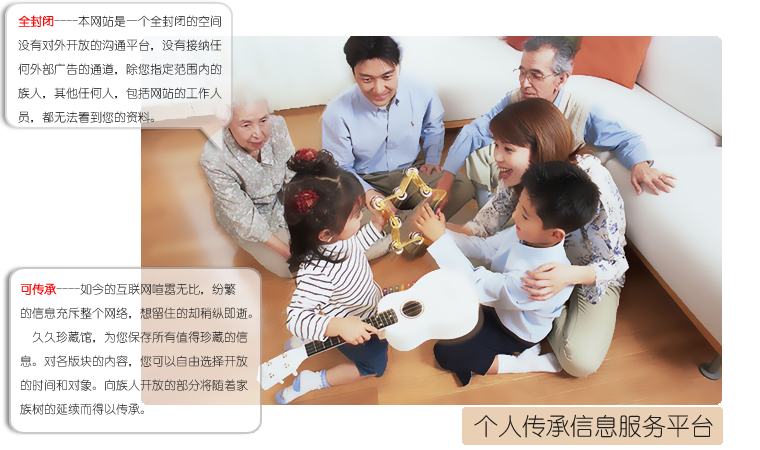 全封闭----本网站是一个全封闭的空间
没有对外开放的沟通平台，没有接纳任
何外部广告的通道，除您指定范围内的
族人，其他任何人，包括网站的工作人
员，都无法看到您的资料。
可传承----如今的互联网喧嚣无比，纷繁
的信息充斥整个网络，想留住的却稍纵即逝。
久久珍藏馆，为您保存所有值得珍藏的信
息。对各版块的内容，您可以自由选择开放
的时间和对象。向族人开放的部分将随着家
族树的延续而得以传承。
个人传承信息服务平台